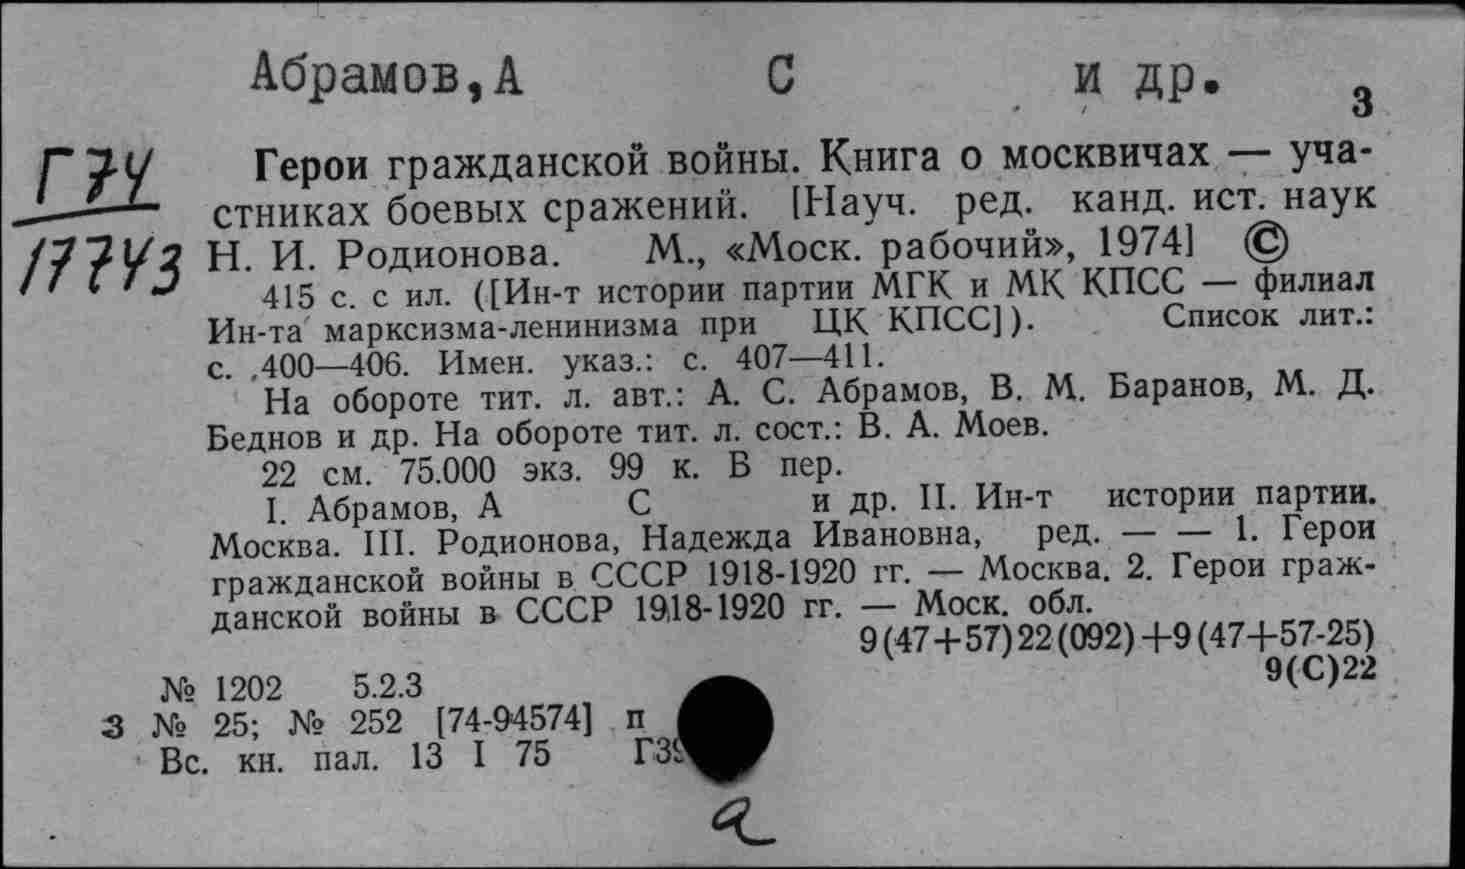 Абрамов, А С и др.
3
Г74
17743
Герои гражданской войны. Книга о москвичах — уча-
стниках боевых сражений. [Науч. ред. канд. ист. наук
Н. И. Родионова. М., «Моск. рабочий», 1974] ©
415 с. с ил. ([Ин-т истории партии МГК и МК КПСС — филиал
Ин-та марксизма-ленинизма при ЦК КПСС]). Список лит.:
с. 400—406. Имен. указ.: с. 407—411.
На обороте тит. л. авт.: А. С. Абрамов, В. М. Баранов, М. Д.
Беднов и др. На обороте тит. л. сост.: В. А. Моев.
22 см. 75.000 экз. 99 к. В пер.
I. Абрамов, А С и др. II. Ин-т истории партии.
Москва. III. Родионова, Надежда Ивановна, ред. — — 1. Герои
гражданской войны в СССР 1918-1920 гг. — Москва. 2. Герои граж-
данской войны в СССР 1918-1920 гг. — Моск. обл.
9(47+57)22(092)+9(47+57-25)
9(С)22
№ 1202 5.2.3
3 № 25; № 252 [74-94574] п
Вс. кн. пал. 13 I 75
а